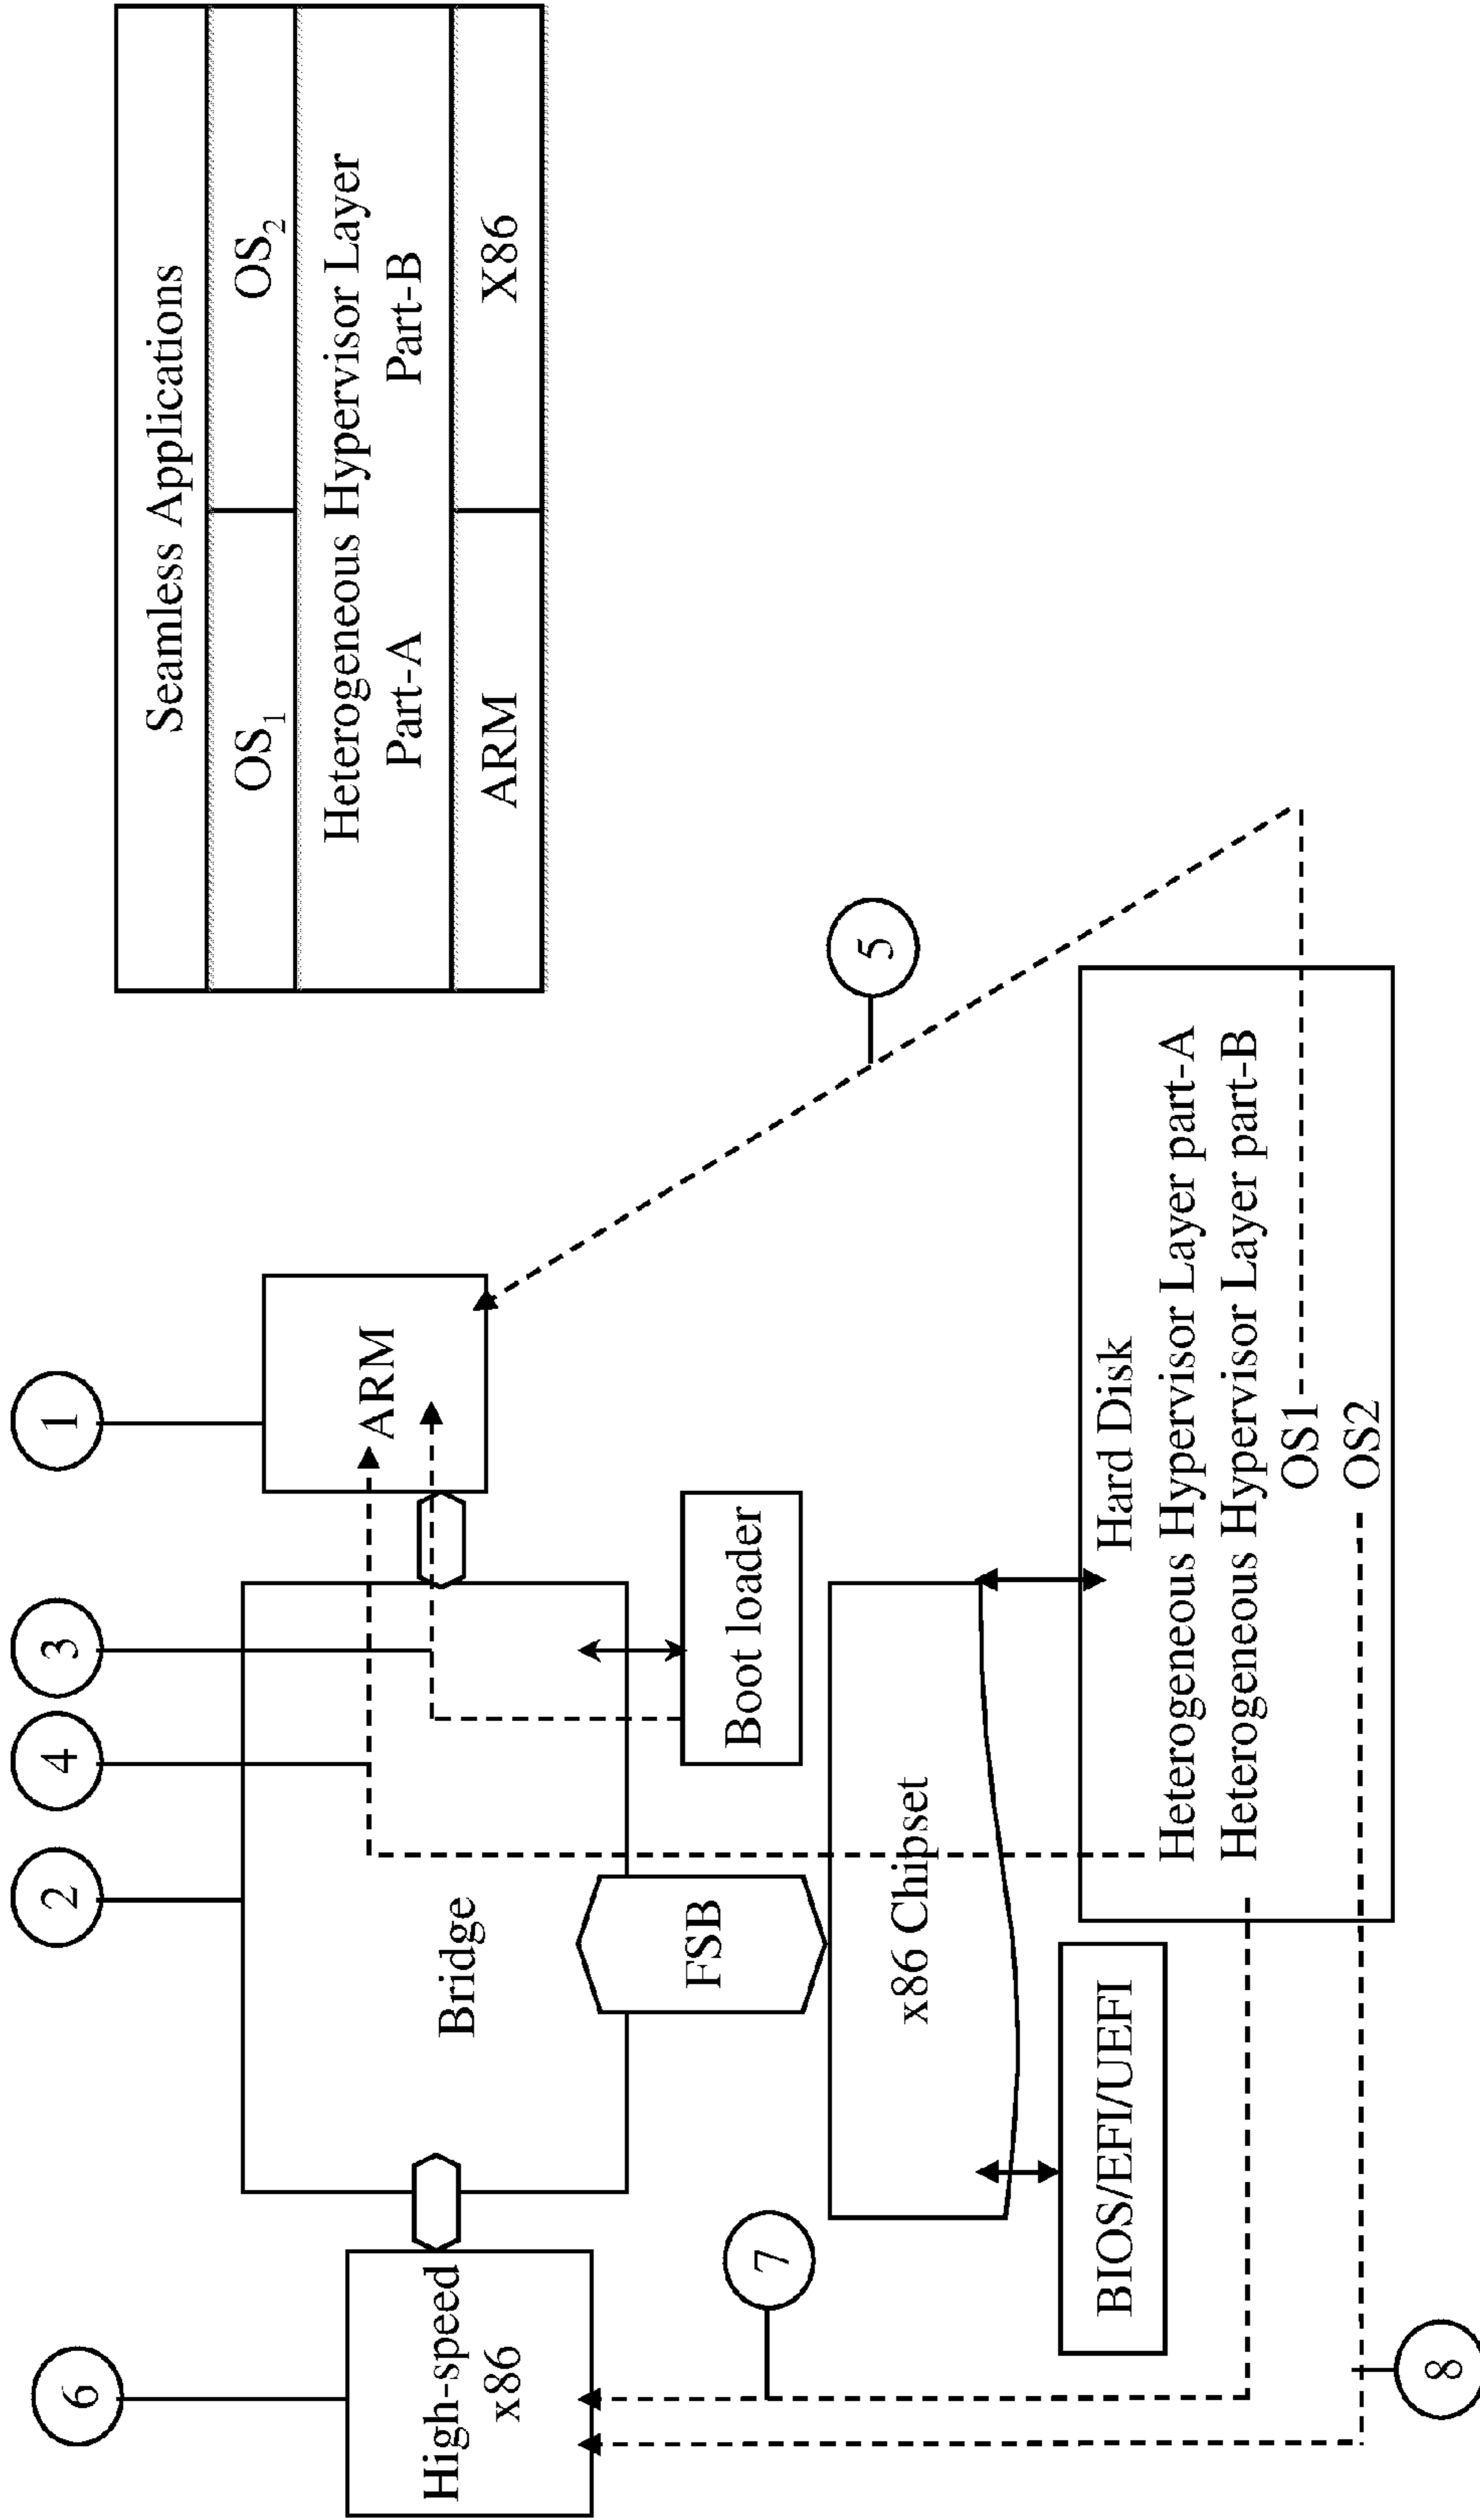 6
2
4
3
1
High-speed
x86
Bridge
ARM
FSB
Boot loader
7
5
x86 Chipset
BIOS/EFI/UEFI
Hard Disk
Heterogeneous Hypervisor Layer part-A
Heterogeneous Hypervisor Layer part-B
OS1
OS2
8
Seamless Applications
OS₁ OS₂
Heterogeneous Hypervisor Layer
Part-A Part-B
ARM X86